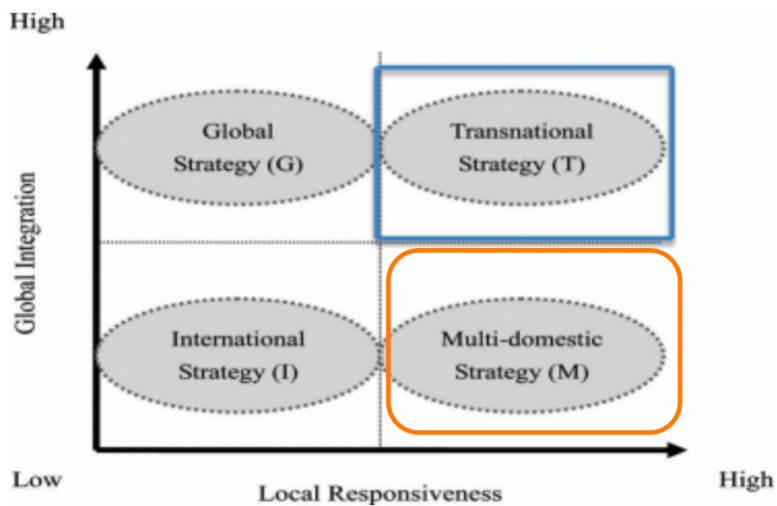 High
Global
Strategy (G)
Transnational
Strategy (T)
Global Integration
International
Strategy (I)
Multi-domestic
Strategy (M)
Low
Local Responsiveness
High